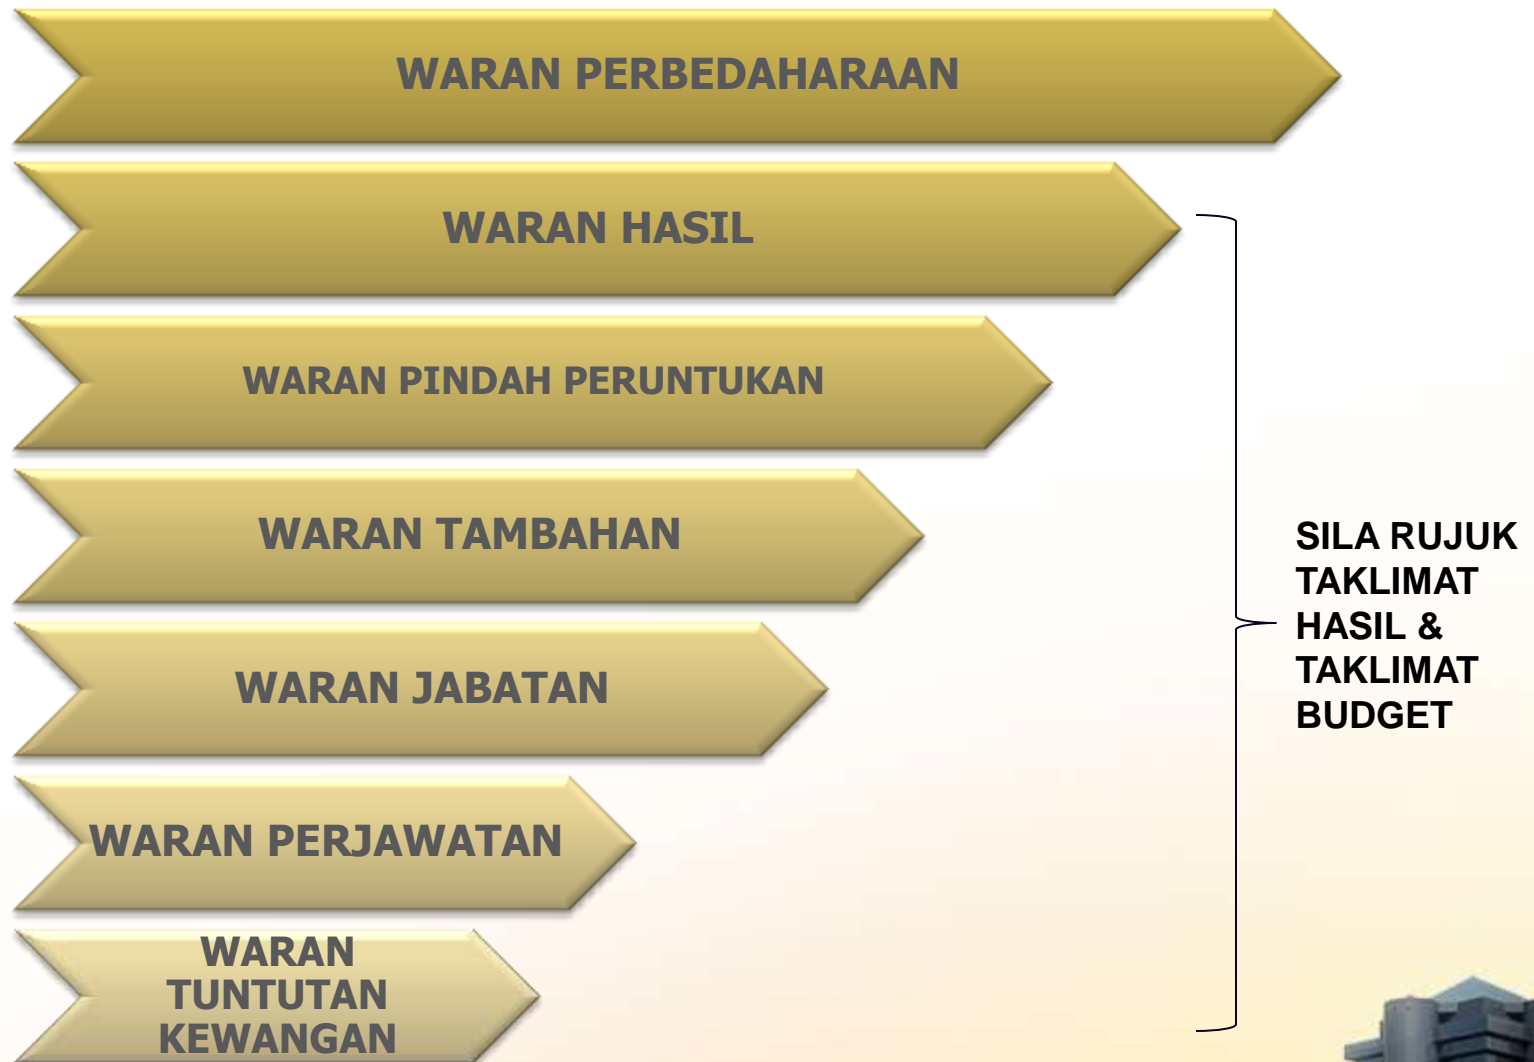 WARAN PERBEDAHARAAN
WARAN HASIL
WARAN PINDAH PERUNTUKAN
WARAN TAMBAHAN
WARAN JABATAN
WARAN PERJAWATAN
WARAN
TUNTUTAN
KEWANGAN
SILA RUJUK
TAKLIMAT
HASIL &
TAKLIMAT
BUDGET